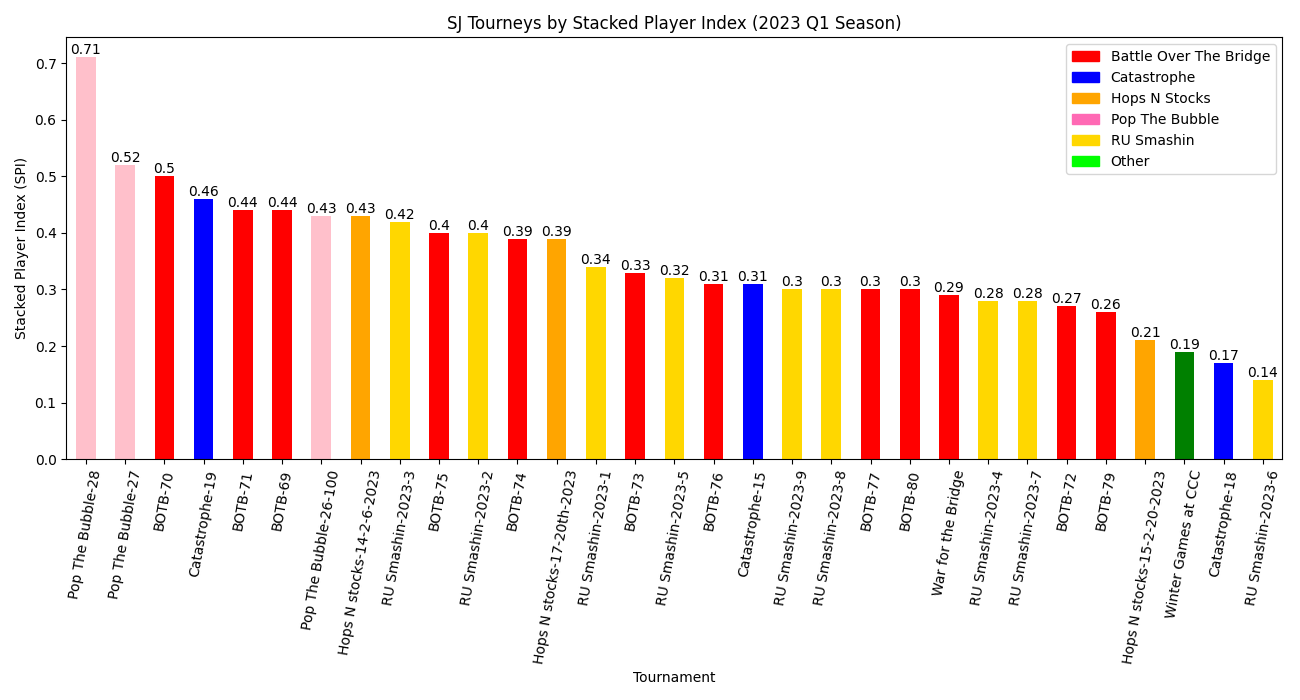 SJ Tourneys by Stacked Player Index (2023 Q1 Season)
Battle Over The Bridge
Catastrophe
Hops N Stocks
Pop The Bubble
RU Smashin
Other
Stacked Player Index (SPI)
0.7
0.6
0.5
0.4
0.3
0.2
0.1
0.0
0.71
0.52
0.5
0.46
0.44
0.44
0.43
0.43
0.42
0.4
0.4
0.39
0.39
0.34
0.33
0.32
0.31
0.31
0.3
0.3
0.3
0.3
0.29
0.28
0.28
0.27
0.26
0.21
0.19
0.17
0.14
Pop The Bubble-28
Pop The Bubble-27
BOTB-70
Catastrophe-19
BOTB-71
BOTB-69
Pop The Bubble-26-100
Hops N stocks-14-2-6-2023
RU Smashin-2023-3
BOTB-75
RU Smashin-2023-2
BOTB-74
Hops N stocks-17-20th-2023
RU Smashin-2023-1
BOTB-73
RU Smashin-2023-5
BOTB-76
Catastrophe-15
RU Smashin-2023-9
RU Smashin-2023-8
BOTB-77
BOTB-80
War for the Bridge
RU Smashin-2023-4
RU Smashin-2023-7
BOTB-72
BOTB-79
Hops N stocks-15-2-20-2023
Winter Games at CCC
Catastrophe-18
RU Smashin-2023-6
Tournament